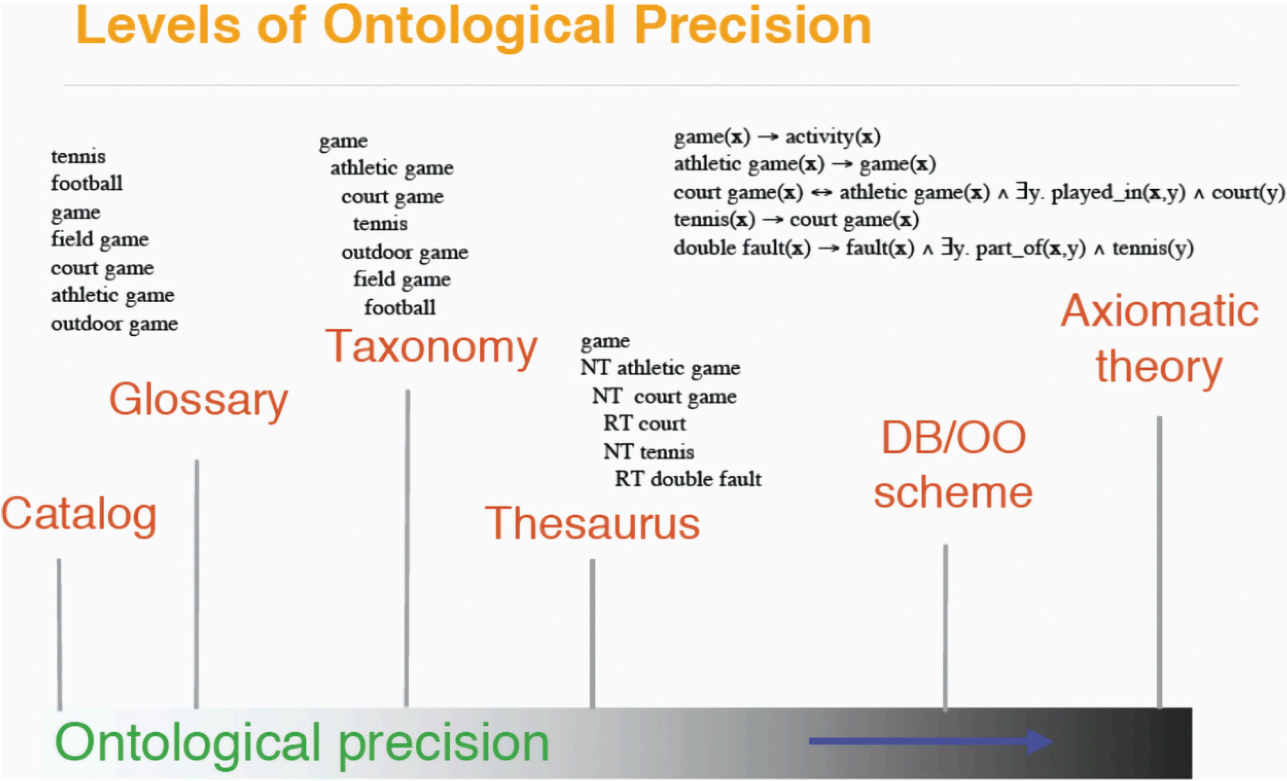 Levels of Ontological Precision
tennis
football
game
field game
court game
athletic game
outdoor game
game
athletic game
court game
tennis
outdoor game
field game
football
game(x) → activity(x)
athletic game(x) → game(x)
court game(x) ↔ athletic game(x) ∧ ∃y. played_in(x,y) ∧ court(y)
tennis(x) → court game(x)
double fault(x) → fault(x) ∧ ∃y. part_of(x,y) ∧ tennis(y)
game
NT athletic game
NT court game
RT court
NT tennis
RT double fault
Catalog
Glossary
Taxonomy
Thesaurus
DB/OO
scheme
Axiomatic
theory
Ontological precision